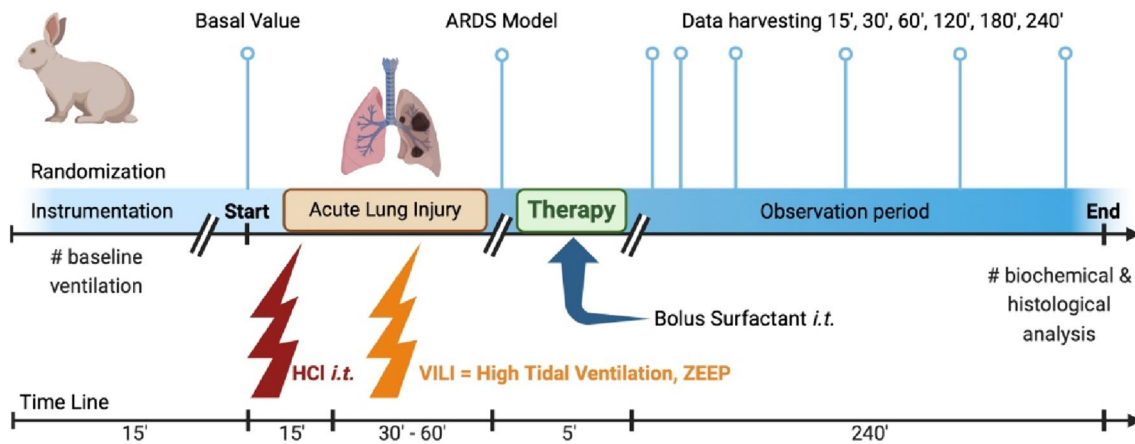 Basal Value
ARDS Model
Data harvesting 15', 30', 60', 120', 180', 240'
Randomization
Instrumentation
Start
Acute Lung Injury
Therapy
Observation period
End
# baseline
ventilation
# biochemical &
histological
analysis
Bolus Surfactant i.t.
HCl i.t.
VILI = High Tidal Ventilation, ZEEP
Time Line
15'
15'
30' - 60'
5'
240'